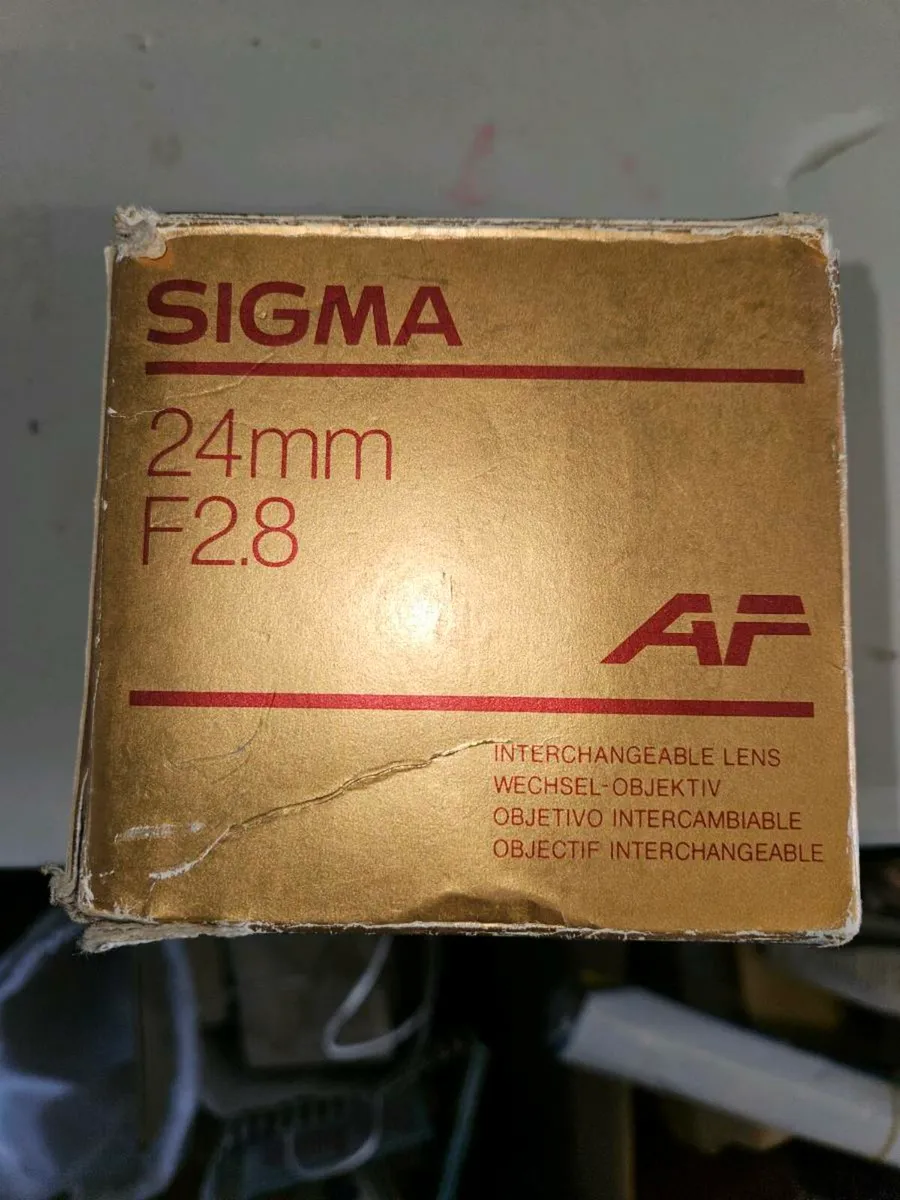 SIGMA
24mm
F2.8
AF
INTERCHANGEABLE LENS
WECHSEL-OBJEKTIV
OBJETIVO INTERCAMBIABLE
OBJECTIF INTERCHANGEABLE